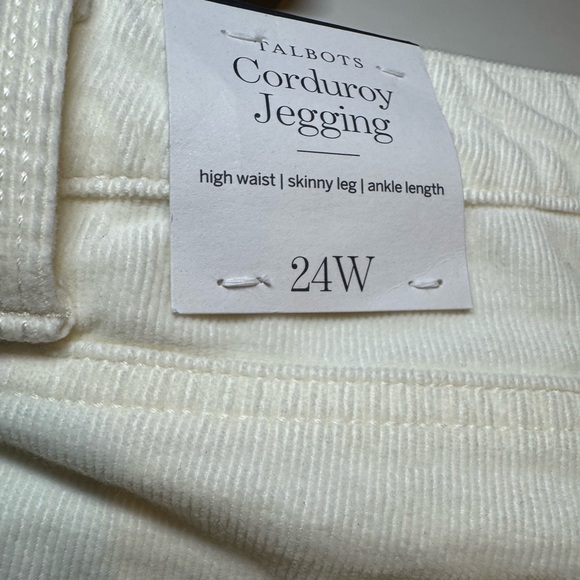 TALBOTS
Corduroy
Jegging
high waist | skinny leg | ankle length
24W